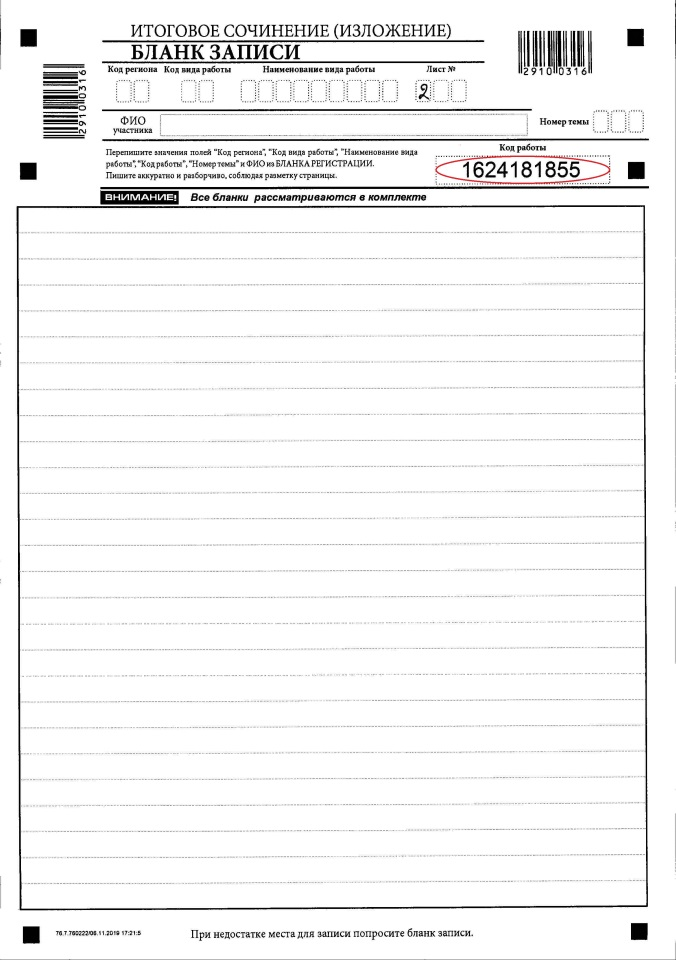 ИТОГОВОЕ СОЧИНЕНИЕ (ИЗЛОЖЕНИЕ)
БЛАНК ЗАПИСИ
2910 0316
2910 0316
Код региона Код вида работы Наименование вида работы Лист №
2
ФИО участника
Номер темы
Перепишите значения полей "Код региона", "Код вида работы", "Наименование вида
работы", "Код работы", "Номер темы" и ФИО из БЛАНКА РЕГИСТРАЦИИ.
Пишите аккуратно и разборчиво, соблюдая разметку страницы.
Код работы
1624181855
ВНИМАНИЕ! Все бланки рассматриваются в комплекте
76.7.760222/06.11.2019 17:21:5
При недостатке места для записи попросите бланк записи.